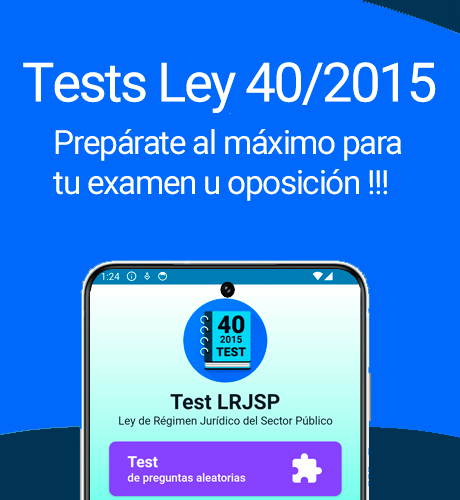 Tests Ley 40/2015
Prepárate al máximo para
tu examen u oposición !!!
1:24
40
2015
TEST
Test LRJSP
Ley de Régimen Jurídico del Sector Público
Test
de preguntas aleatorias